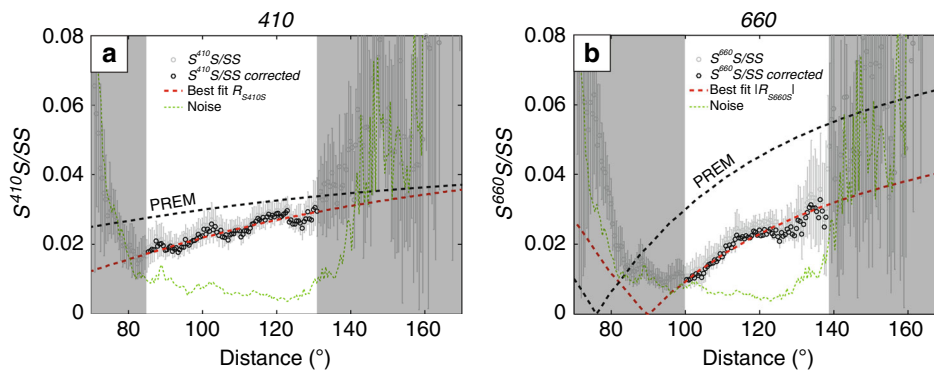 410
660
a
0.08
0.06
0.04
0.02
0
S⁴¹⁰S/SS
S⁴¹⁰S/SS
S⁴¹⁰S/SS corrected
Best fit R_S410S
Noise
PREM
80 100 120 140 160
Distance (°)
b
0.08
0.06
0.04
0.02
0
S⁶⁶⁰S/SS
S⁶⁶⁰S/SS
S⁶⁶⁰S/SS corrected
Best fit |R_S660S|
Noise
PREM
80 100 120 140 160
Distance (°)